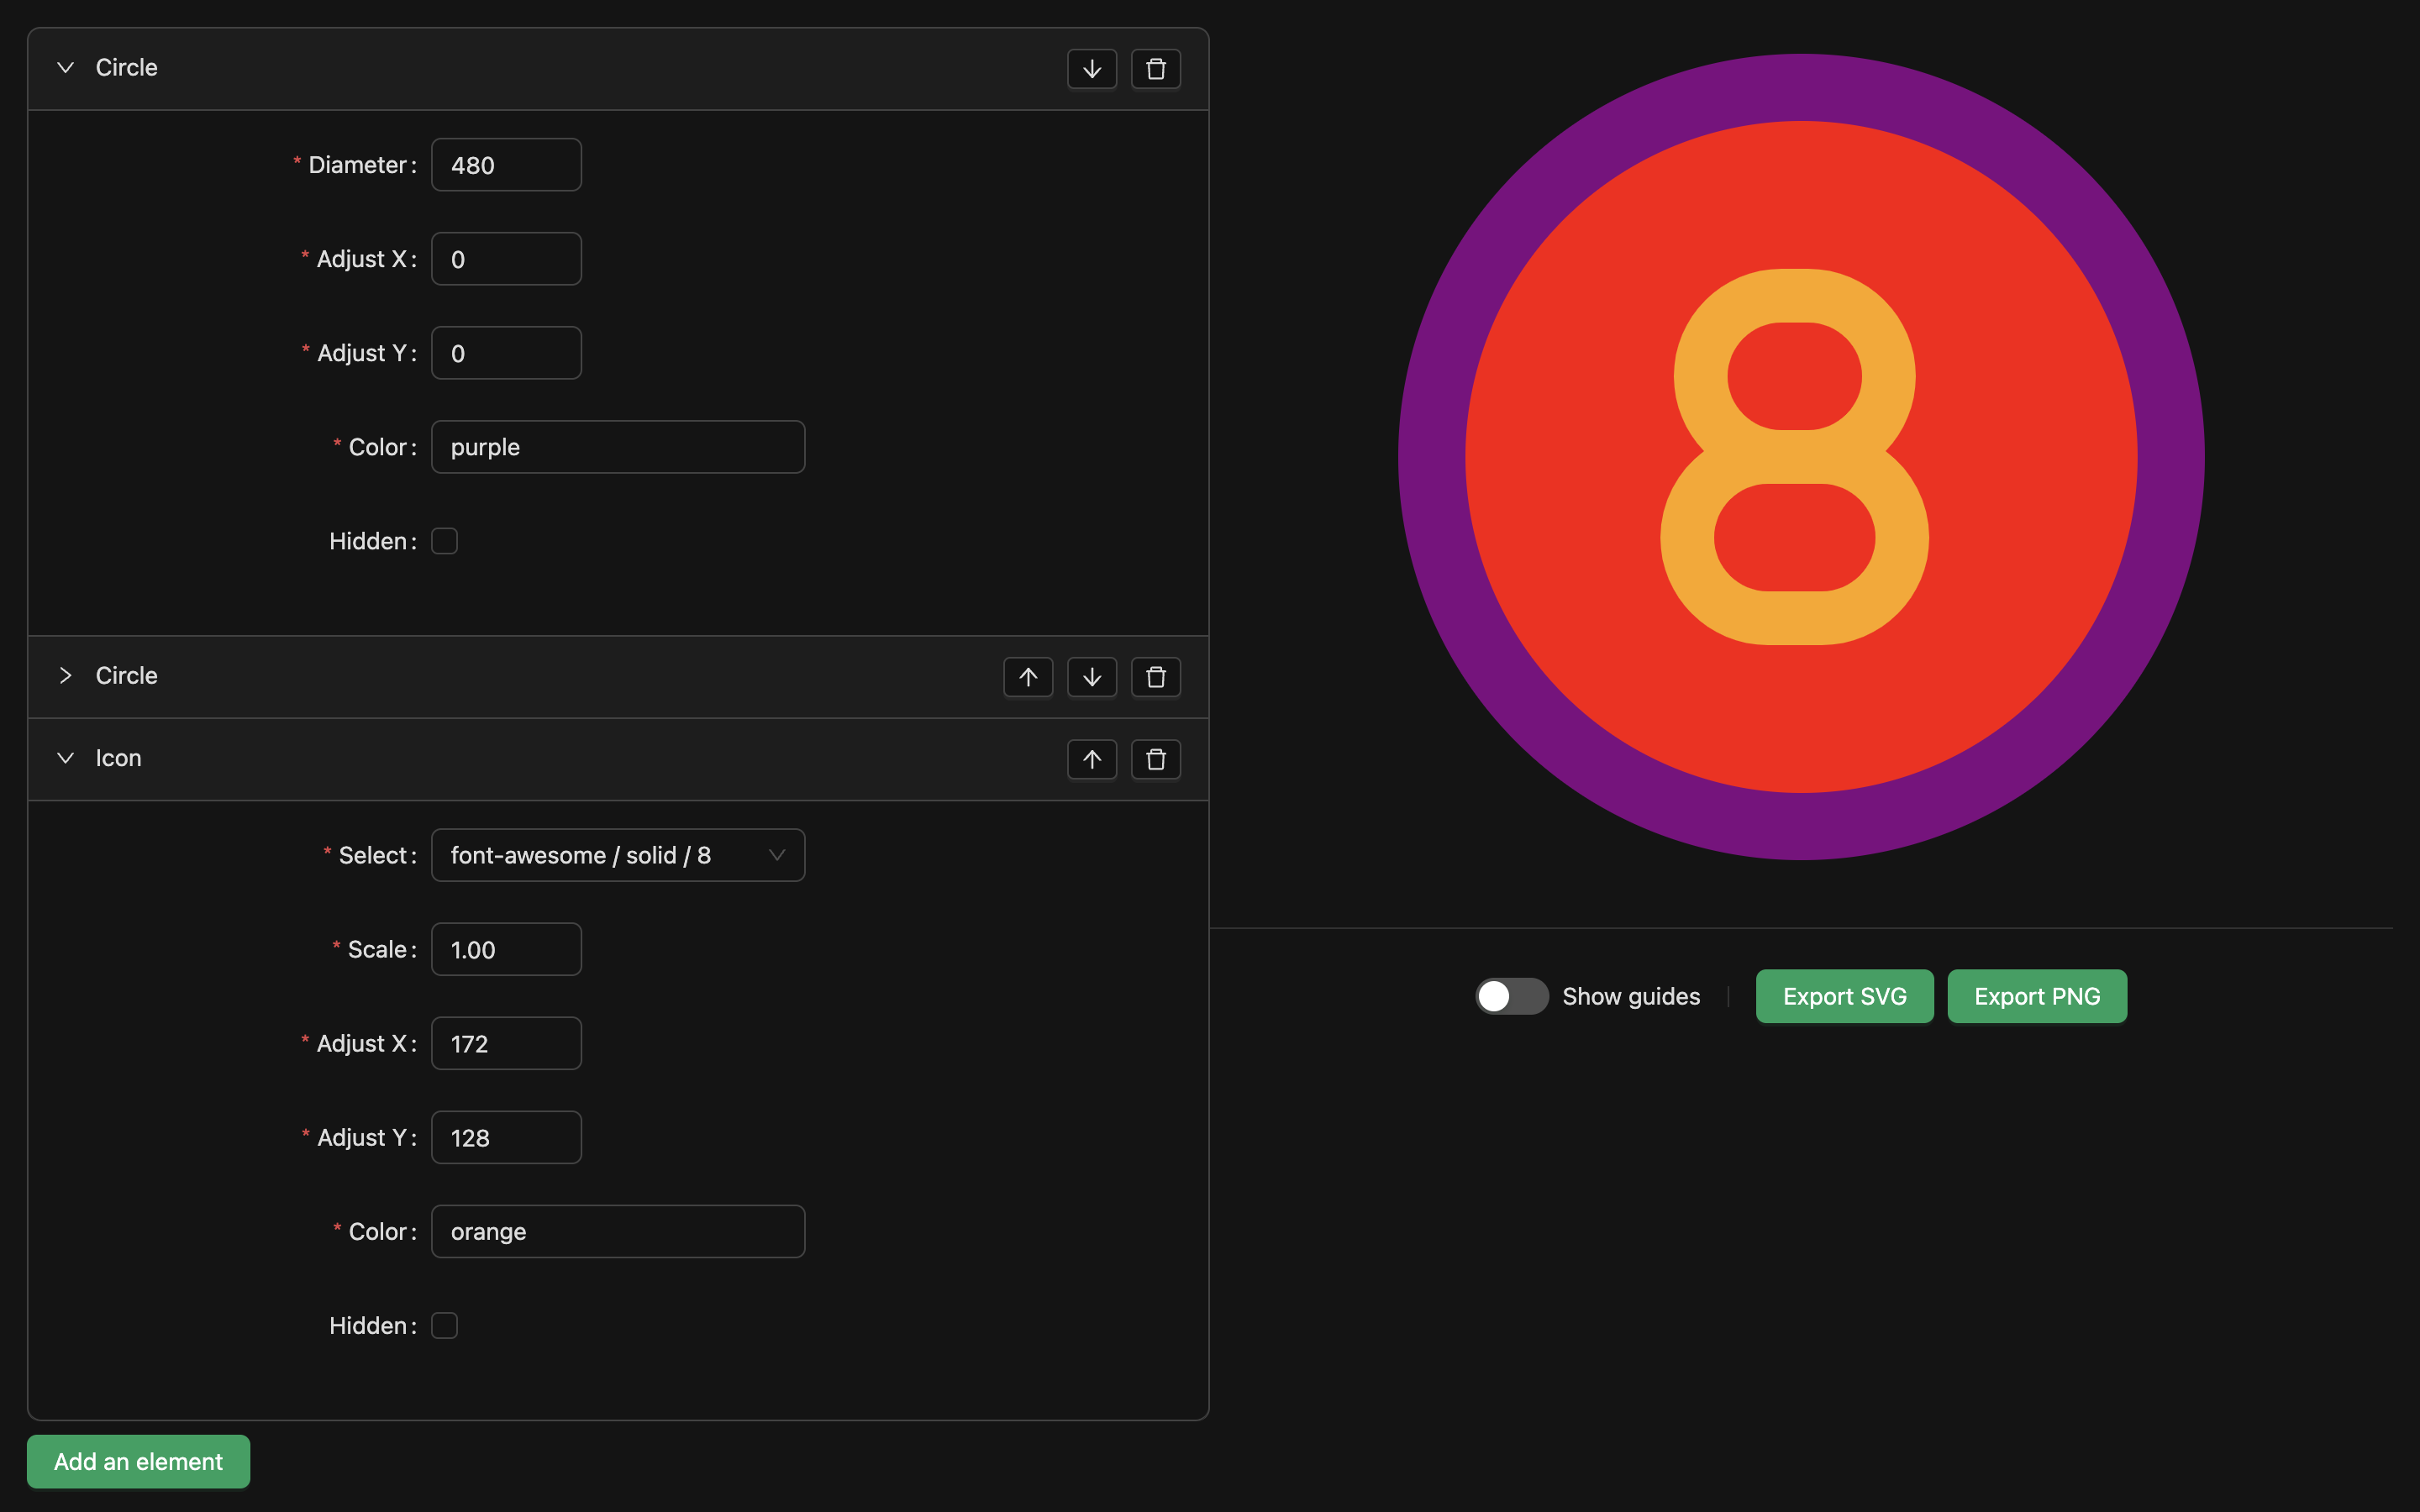 Circle
* Diameter: 480
* Adjust X: 0
* Adjust Y: 0
* Color: purple
Hidden:
Circle
Icon
* Select: font-awesome / solid / 8
* Scale: 1.00
* Adjust X: 172
* Adjust Y: 128
* Color: orange
Hidden:
Add an element
8
Show guides
Export SVG
Export PNG